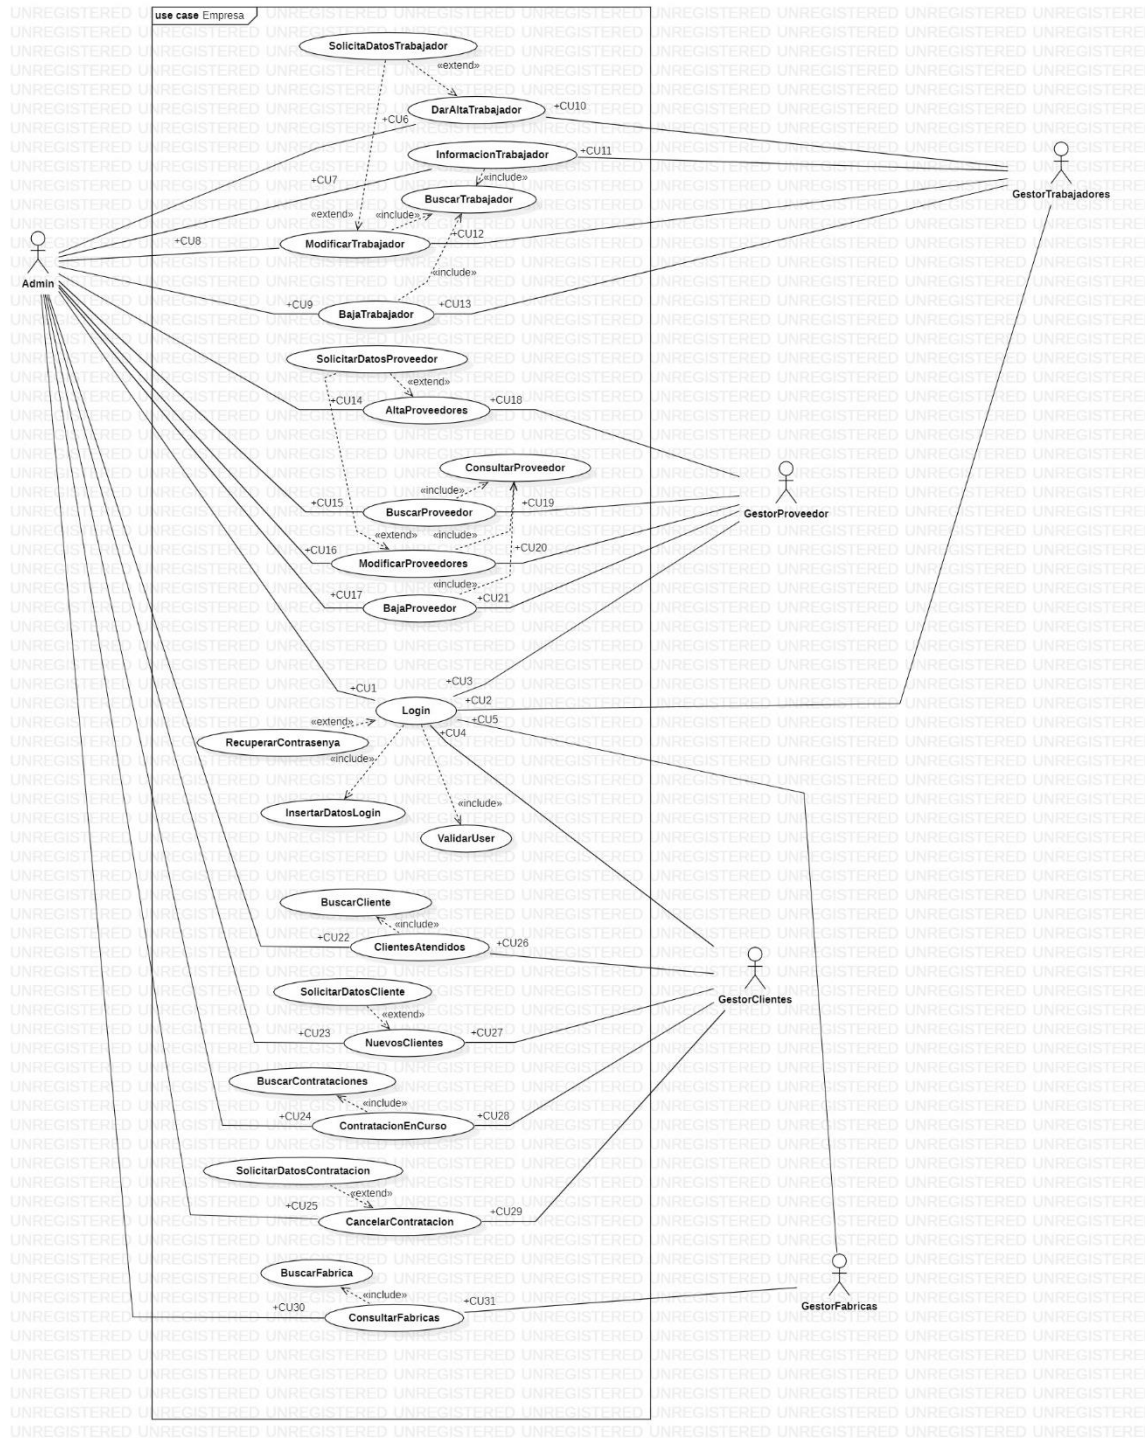 use case Empresa
SolicitaDatosTrabajador
«extend»
DarAltaTrabajador
+CU10
+CU6
InformacionTrabajador
+CU11
+CU7
«include»
BuscarTrabajador
GestorTrabajadores
«extend»
«include»
+CU12
+CU8
ModificarTrabajador
«include»
Admin
+CU9
BajaTrabajador
+CU13
SolicitarDatosProveedor
«extend»
+CU14
AltaProveedores
+CU18
ConsultarProveedor
«include»
+CU15
BuscarProveedor
+CU19
GestorProveedor
«extend»
«include»
+CU16
ModificarProveedores
+CU20
«include»
+CU17
BajaProveedor
+CU21
+CU1
+CU3
+CU2
Login
+CU5
«extend»
+CU4
RecuperarContrasenya
«include»
InsertarDatosLogin
«include»
ValidarUser
BuscarCliente
«include»
+CU22
ClientesAtendidos
+CU26
SolicitarDatosCliente
GestorClientes
«extend»
+CU23
NuevosClientes
+CU27
BuscarContrataciones
«include»
+CU24
ContratacionEnCurso
+CU28
SolicitarDatosContratacion
«extend»
+CU25
CancelarContratacion
+CU29
BuscarFabrica
«include»
+CU30
ConsultarFabricas
+CU31
GestorFabricas
UNREGISTERED